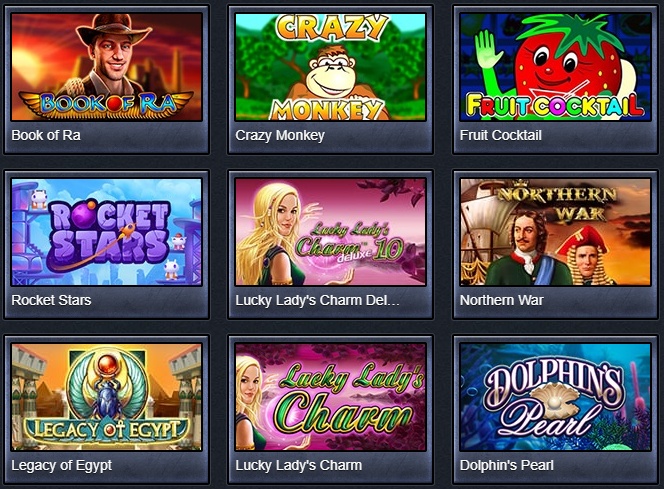 BOOK OF RA
Book of Ra
CRAZY
MONKEY
Crazy Monkey
FRUIT COCKTAIL
Fruit Cocktail
ROCKET
STARS
Rocket Stars
Lucky Lady's
Charm™
deluxe 10
Lucky Lady's Charm Del...
NORTHERN
WAR
Northern War
LEGACY OF EGYPT
Legacy of Egypt
Lucky Lady's
Charm
Lucky Lady's Charm
DOLPHIN'S
Pearl
Dolphin's Pearl